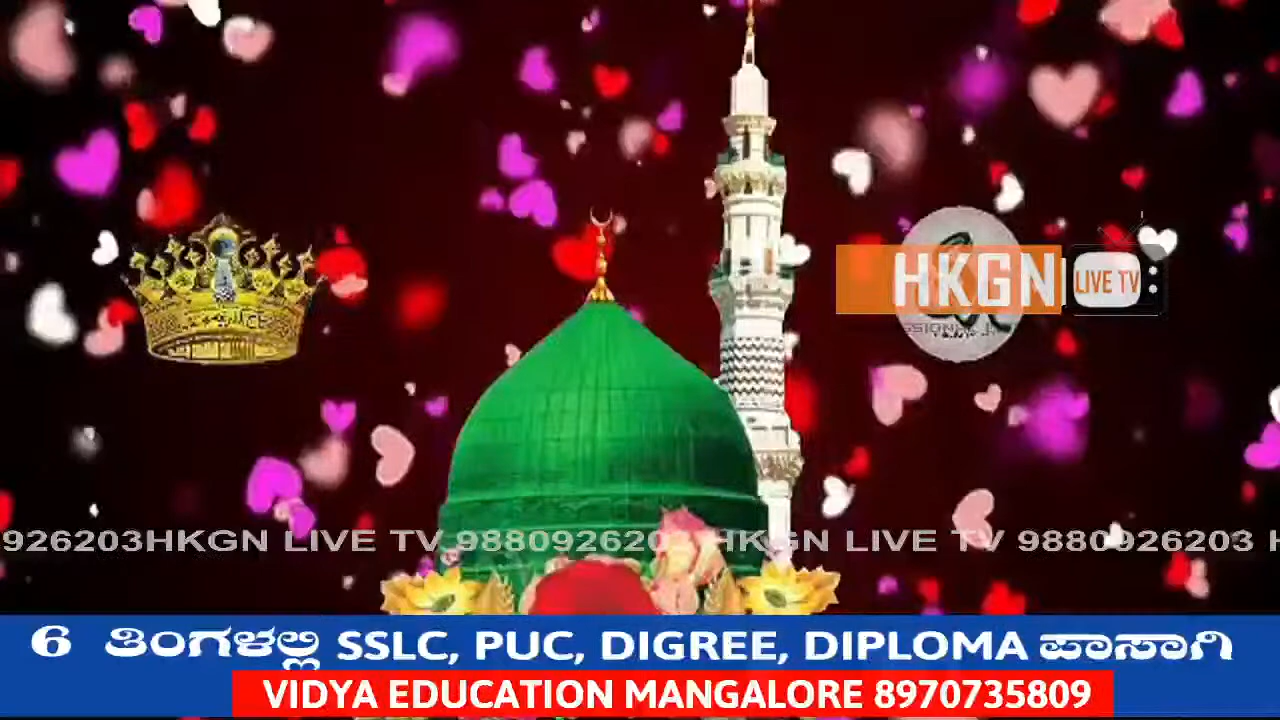 HKGN LIVE TV
926203HKGN LIVE TV 9880926203 HKGN LIVE TV 9880926203 H
6 ತಿಂಗಳಲ್ಲಿ SSLC, PUC, DIGREE, DIPLOMA ಪಾಸಾಗಿ
VIDYA EDUCATION MANGALORE 8970735809